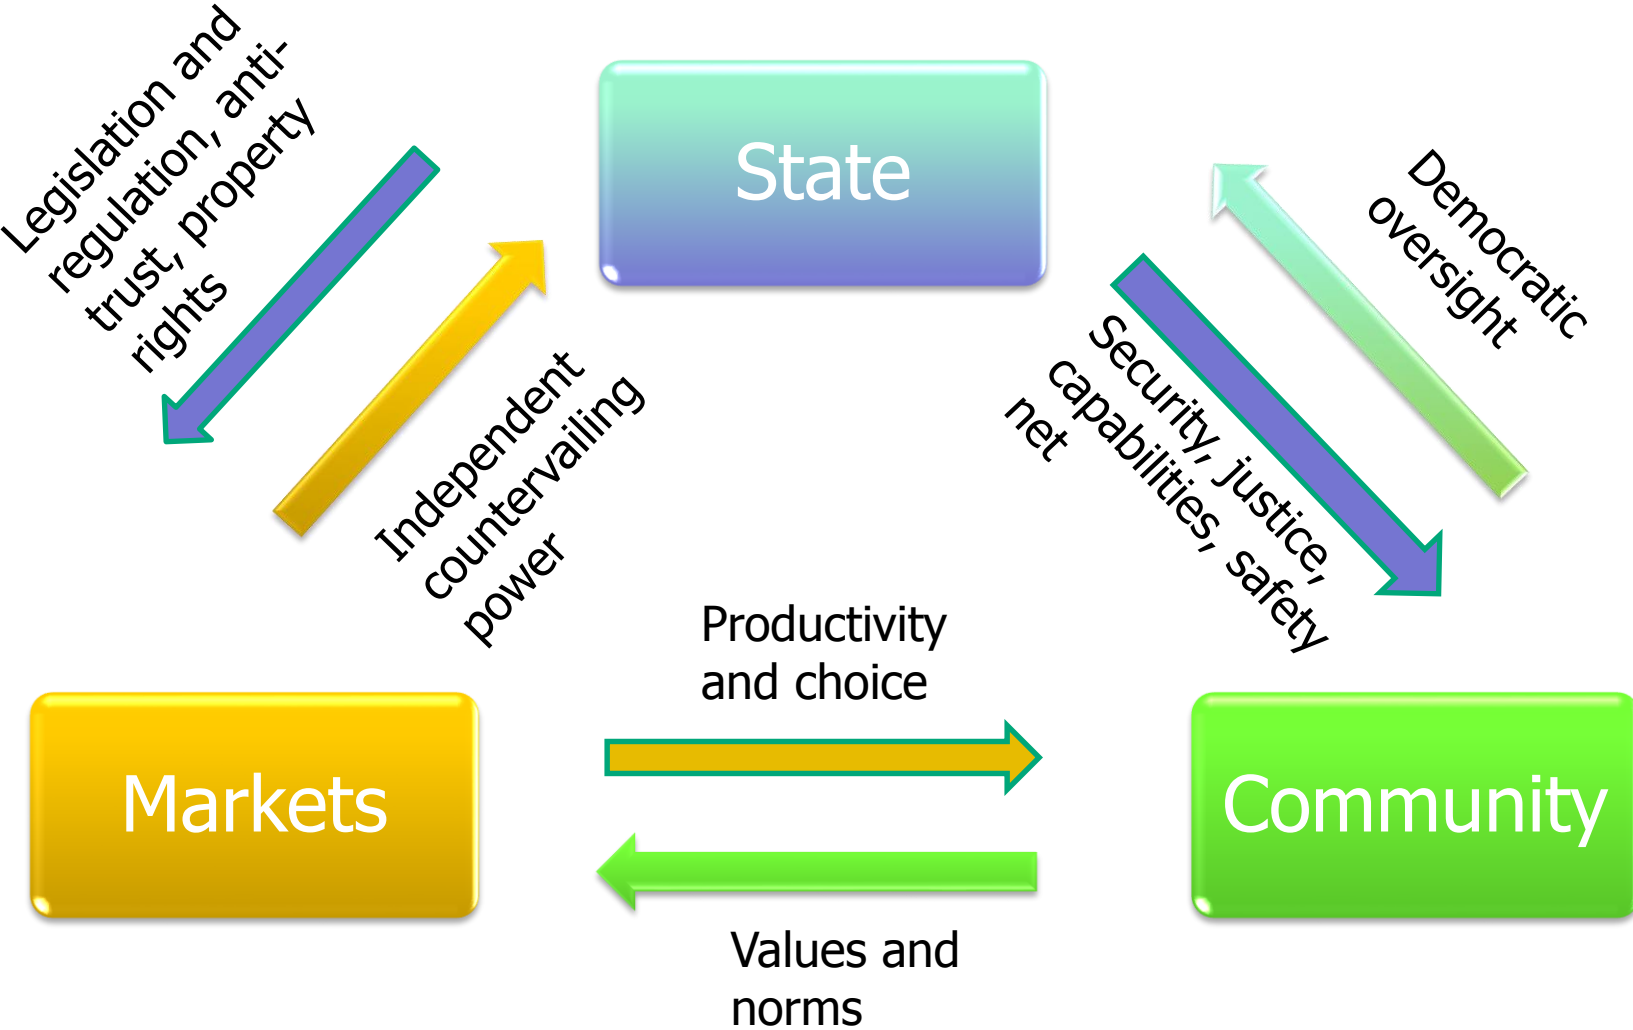 Legislation and
regulation, anti-
trust, property
rights
State
Democratic
oversight
Independent
countervailing
power
Security, justice,
capabilities, safety
net
Productivity
and choice
Markets
Community
Values and
norms